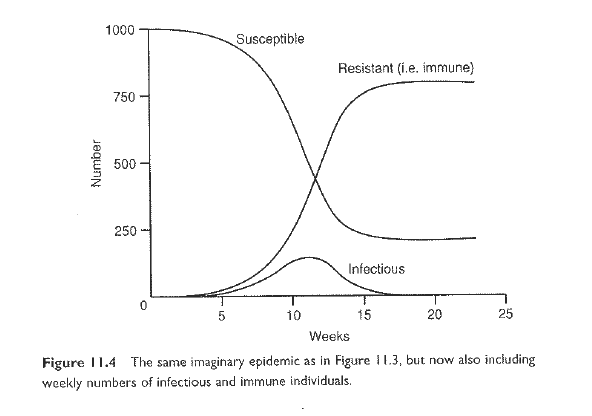 1000
Susceptible
Resistant (i.e. immune)
750
Number
500
250
Infectious
0
5
10
15
20
25
Weeks
Figure 11.4 The same imaginary epidemic as in Figure 11.3, but now also including
weekly numbers of infectious and immune individuals.